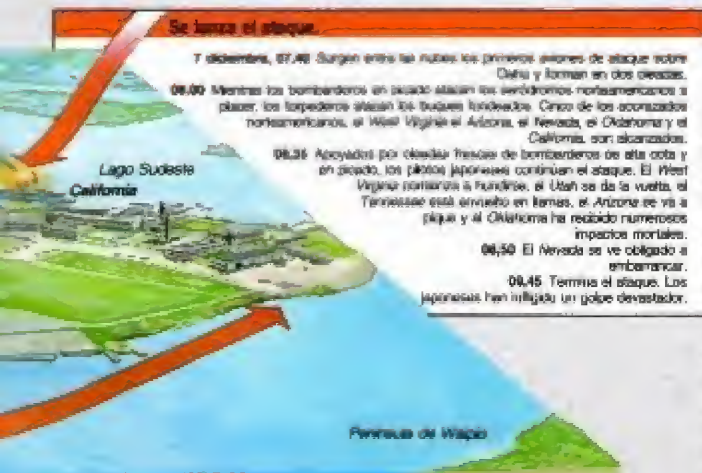 Se lanza el ataque.
7 diciembre, 07.40 Surgen entre las nubes los primeros aviones de ataque sobre
Oahu y forman en dos oleadas.
08.00 Mientras los bombarderos en picado atacan los aeródromos norteamericanos a
placer, los torpederos atacan los buques fondeados. Cinco de los acorazados
norteamericanos, el West Virginia el Arizona, el Nevada, el Oklahoma y el
California, son alcanzados.
08,35 Apoyados por oleadas frescas de bombarderos de alta cota y
en picado, los pilotos japoneses continúan el ataque. El West
Virginia comienza a hundirse, el Utah se da la vuelta, el
Tennessee está envuelto en llamas, el Arizona se va a
pique y el Oklahoma ha recibido numerosos
impactos mortales.
08,50 El Nevada se ve obligado a
embarrancar.
09.45 Termina el ataque. Los
japoneses han infligido un golpe devastador.
Lago Sudeste
California
Península de Waipio